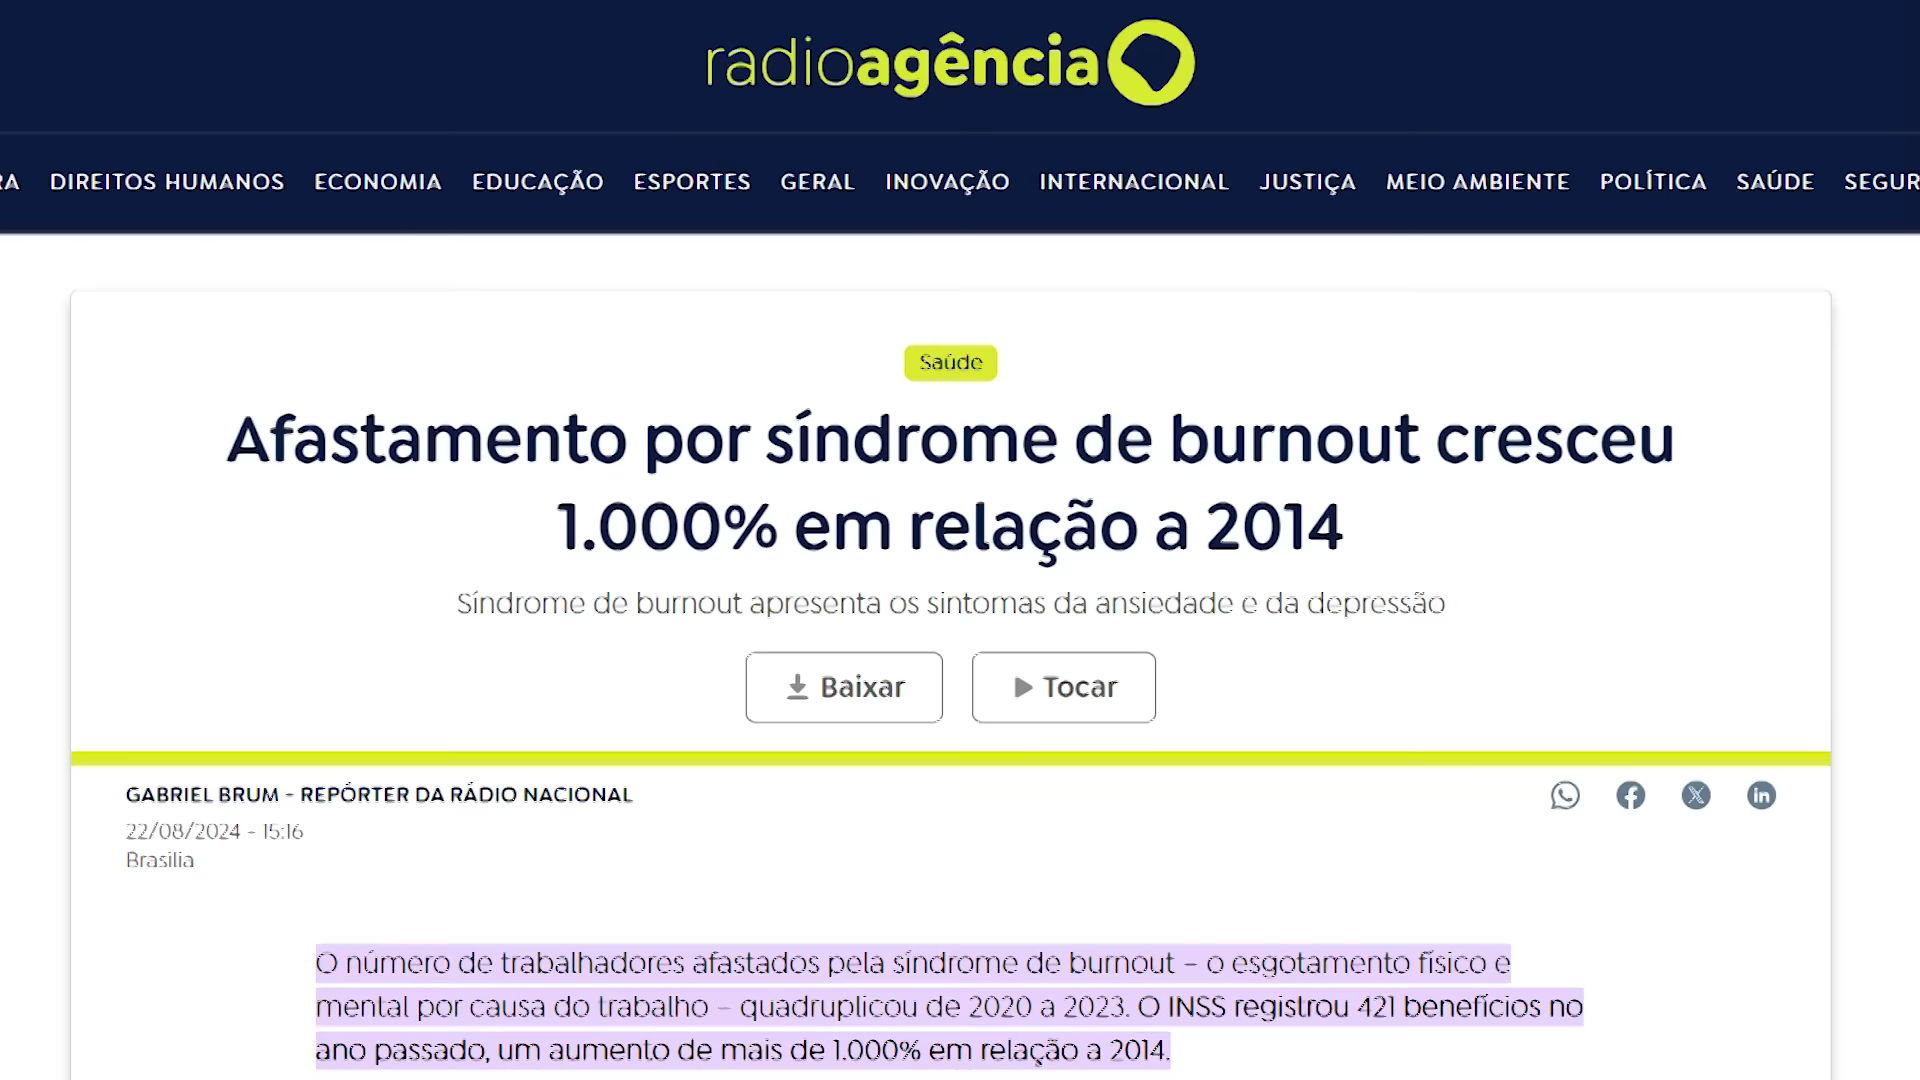 radioagência
DIREITOS HUMANOS ECONOMIA EDUCAÇÃO ESPORTES GERAL INOVAÇÃO INTERNACIONAL JUSTIÇA MEIO AMBIENTE POLÍTICA SAÚDE
Saúde
Afastamento por síndrome de burnout cresceu
1.000% em relação a 2014
Síndrome de burnout apresenta os sintomas da ansiedade e da depressão
Baixar Tocar
GABRIEL BRUM - REPÓRTER DA RÁDIO NACIONAL
22/08/2024 - 15:16
Brasília
O número de trabalhadores afastados pela síndrome de burnout – o esgotamento físico e
mental por causa do trabalho – quadruplicou de 2020 a 2023. O INSS registrou 421 benefícios no
ano passado, um aumento de mais de 1.000% em relação a 2014.